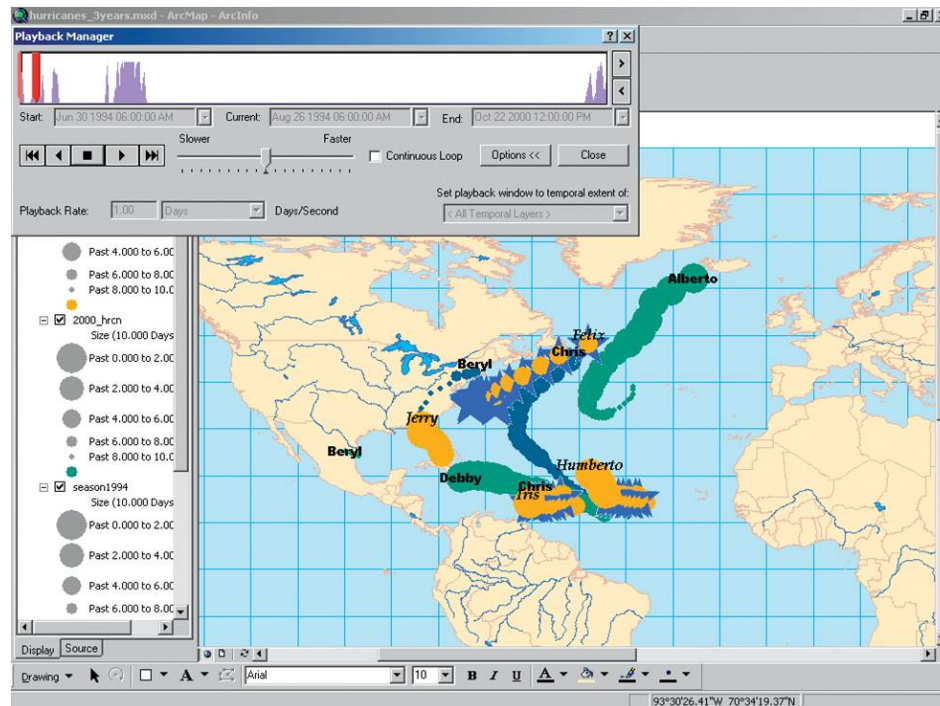 hurricanes_3years.mxd - ArcMap - ArcInfo
Playback Manager
Start: Jun 30 1994 06:00:00 AM Current: Aug 26 1994 06:00:00 AM End: Oct 22 2000 12:00:00 PM
Slower Faster
Continuous Loop Options << Close
Set playback window to temporal extent of:
Playback Rate: 1.00 Days Days/Second < All Temporal Layers >
Past 4.000 to 6.00
Past 6.000 to 8.00
Past 8.000 to 10.0
2000_hrcn
Size (10.000 Days
Past 0.000 to 2.00
Past 2.000 to 4.00
Past 4.000 to 6.00
Past 6.000 to 8.00
Past 8.000 to 10.0
season1994
Size (10.000 Days
Past 0.000 to 2.00
Past 2.000 to 4.00
Past 4.000 to 6.00
Past 6.000 to 8.00
Alberto
Felix
Chris
Beryl
Jerry
Beryl
Humberto
Debby
Chris
Iris
Display Source
Drawing A Arial 10 B I U A
93°30'26.41"W 70°34'19.37"N